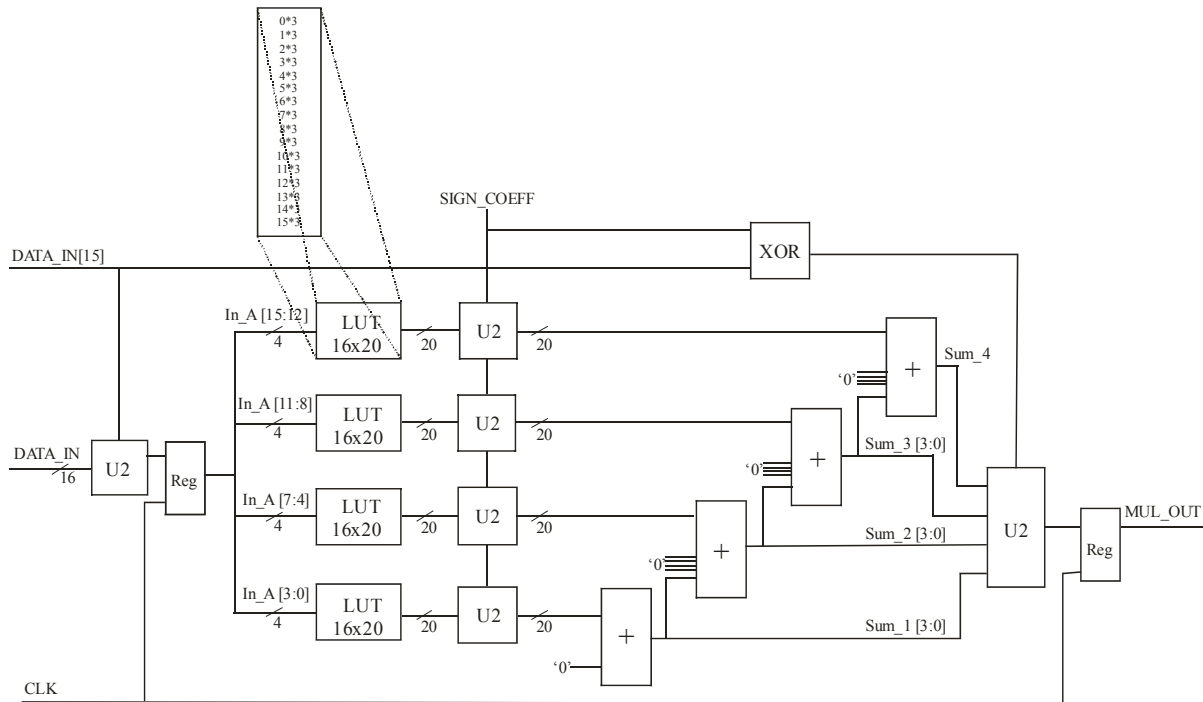 0*3
1*3
2*3
3*3
4*3
5*3
6*3
7*3
8*3
9*3
10*3
11*3
12*3
13*3
14*3
15*3
SIGN_COEFF
DATA_IN[15]
XOR
In_A [15:12]
4
LUT
16x20
20
U2
20
+
Sum_4
‘0’
In_A [11:8]
4
LUT
16x20
20
U2
20
+
Sum_3 [3:0]
‘0’
DATA_IN
16
U2
Reg
In_A [7:4]
4
LUT
16x20
20
U2
20
+
Sum_2 [3:0]
‘0’
U2
Reg
MUL_OUT
In_A [3:0]
4
LUT
16x20
20
U2
20
+
Sum_1 [3:0]
‘0’
CLK